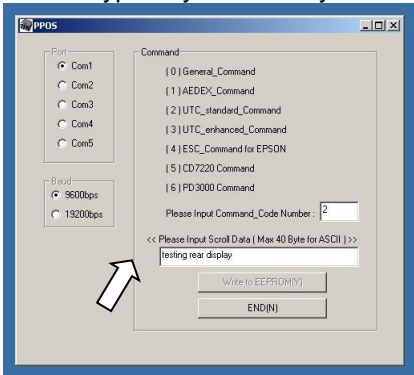 PPOS
Port
Com1
Com2
Com3
Com4
Com5
Baud
9600bps
19200bps
Command
( 0 ) General_Command
( 1 ) AEDEX_Command
( 2 ) UTC_standard_Command
( 3 ) UTC_enhanced_Command
( 4 ) ESC_Command for EPSON
( 5 ) CD7220 Command
( 6 ) PD3000 Command
Please Input Command_Code Number : 2
<< Please Input Scroll Data ( Max 40 Byte for ASCII ) >>
testing rear display
Write to EEPROM(Y)
END(N)